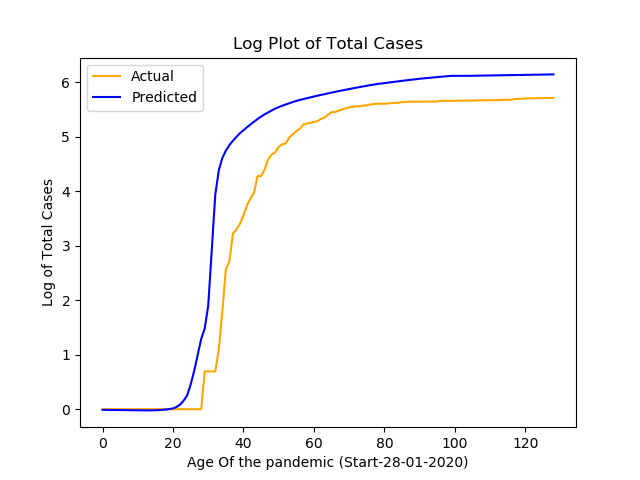 Log Plot of Total Cases
Actual
Predicted
Log of Total Cases
6
5
4
3
2
1
0
0 20 40 60 80 100 120
Age Of the pandemic (Start-28-01-2020)